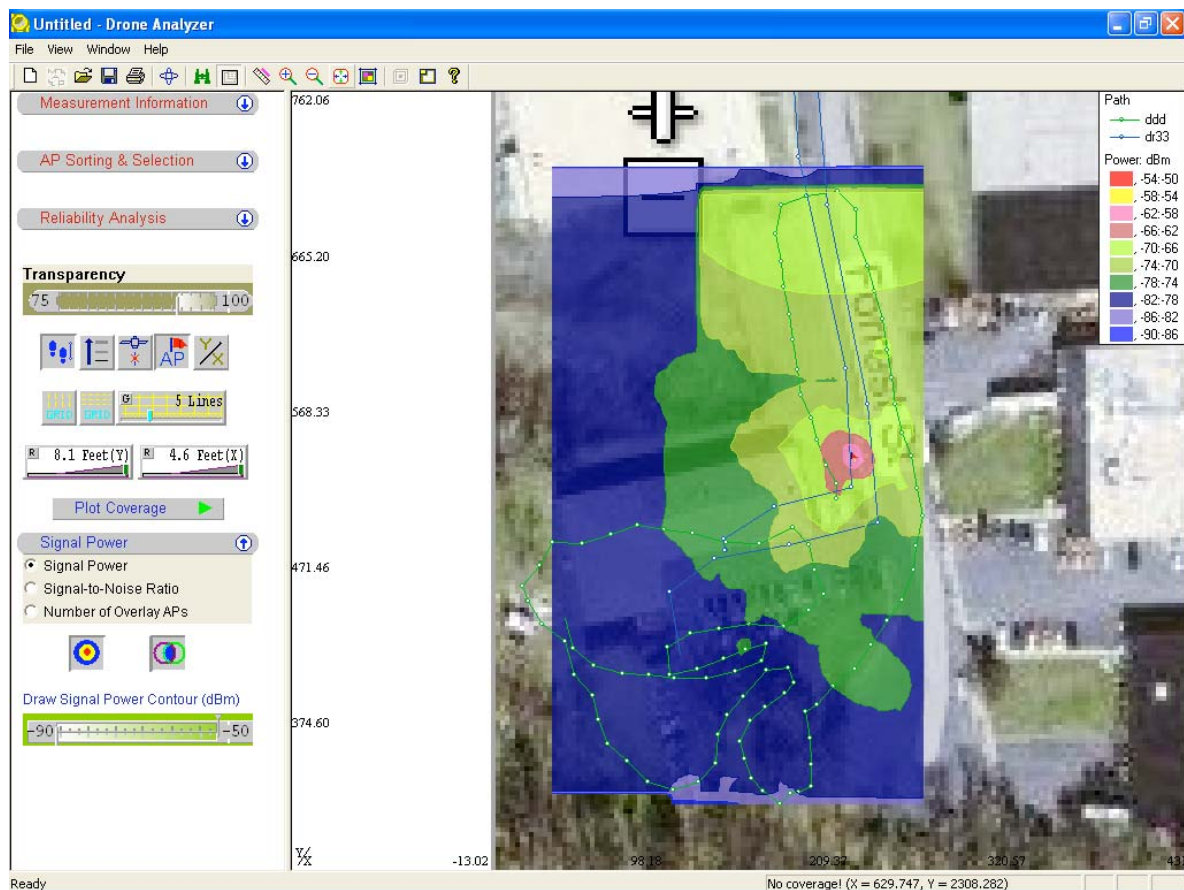 Untitled - Drone Analyzer
File View Window Help
Measurement Information
AP Sorting & Selection
Reliability Analysis
Transparency
75 100
AP Y/X
GRID GRID G 5 Lines
R 8.1 Feet(Y) R 4.6 Feet(X)
Plot Coverage
Signal Power
Signal Power
Signal-to-Noise Ratio
Number of Overlay APs
Draw Signal Power Contour (dBm)
-90 -50
762.06
665.20
568.33
471.46
374.60
Y/X -13.02 98.18 209.37 320.57 43
Path
ddd
dr33
Power: dBm
, -54:-50
, -58:-54
, -62:-58
, -66:-62
, -70:-66
, -74:-70
, -78:-74
, -82:-78
, -86:-82
, -90:-86
Ready
No coverage! (X = 629.747, Y = 2308.282)